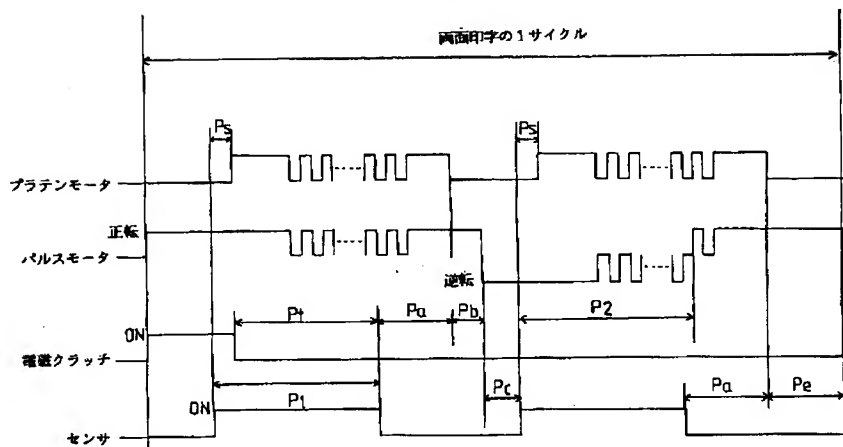 両面印字の1サイクル
Ps
Ps
プラテンモータ
正転
パルスモータ
逆転
Pt
Pa
Pb
P2
ON
電磁クラッチ
P1
Pc
Pa
Pe
ON
センサ